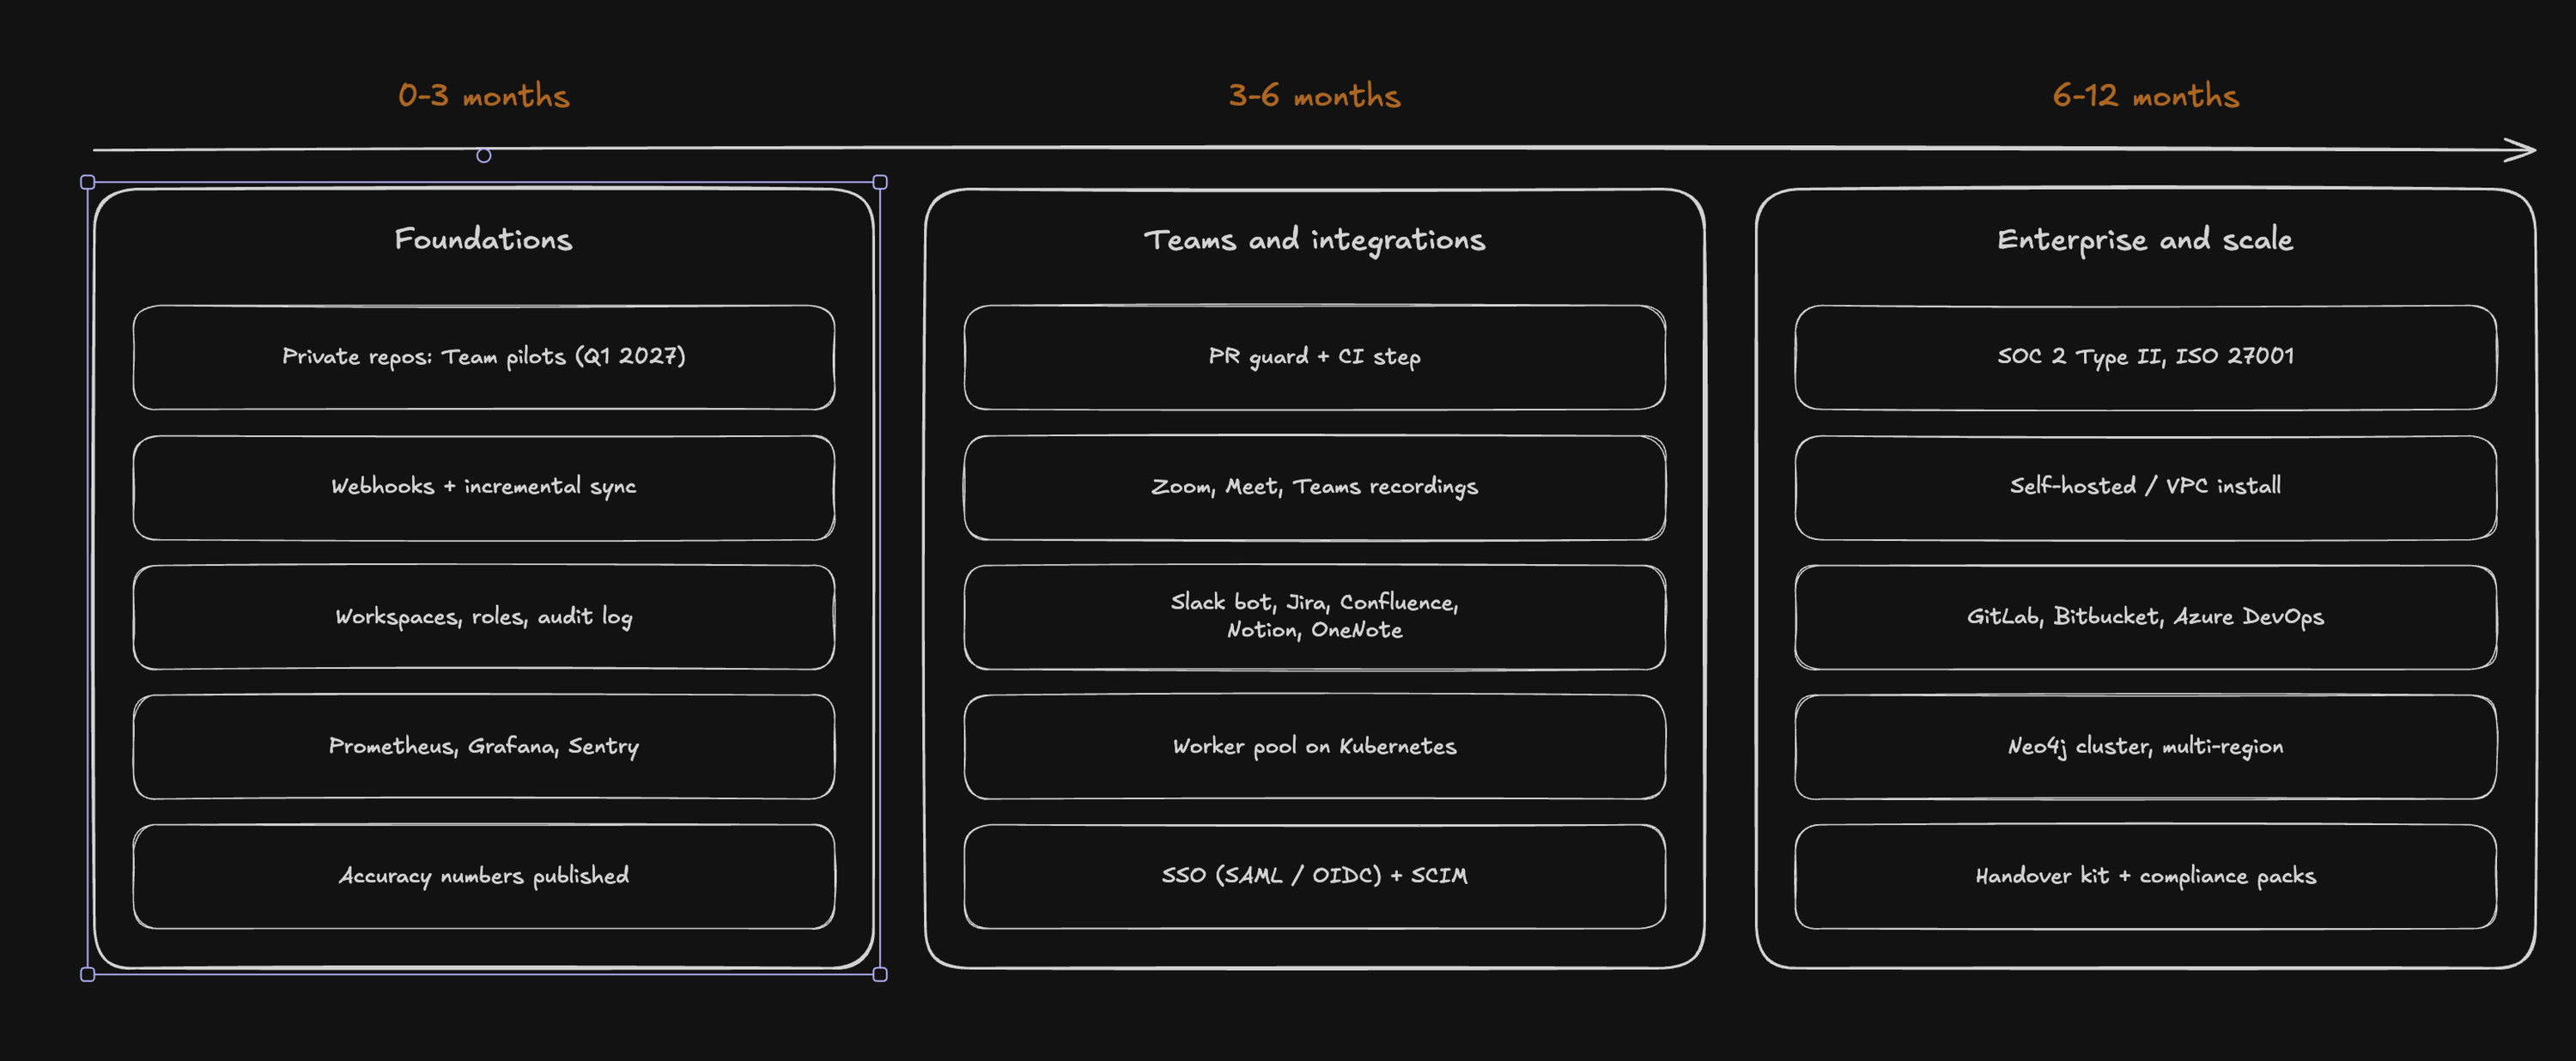 0-3 months
3-6 months
6-12 months
Foundations
Private repos: Team pilots (Q1 2027)
Webhooks + incremental sync
Workspaces, roles, audit log
Prometheus, Grafana, Sentry
Accuracy numbers published
Teams and integrations
PR guard + CI step
Zoom, Meet, Teams recordings
Slack bot, Jira, Confluence,
Notion, OneNote
Worker pool on Kubernetes
SSO (SAML / OIDC) + SCIM
Enterprise and scale
SOC 2 Type II, ISO 27001
Self-hosted / VPC install
GitLab, Bitbucket, Azure DevOps
Neo4j cluster, multi-region
Handover kit + compliance packs